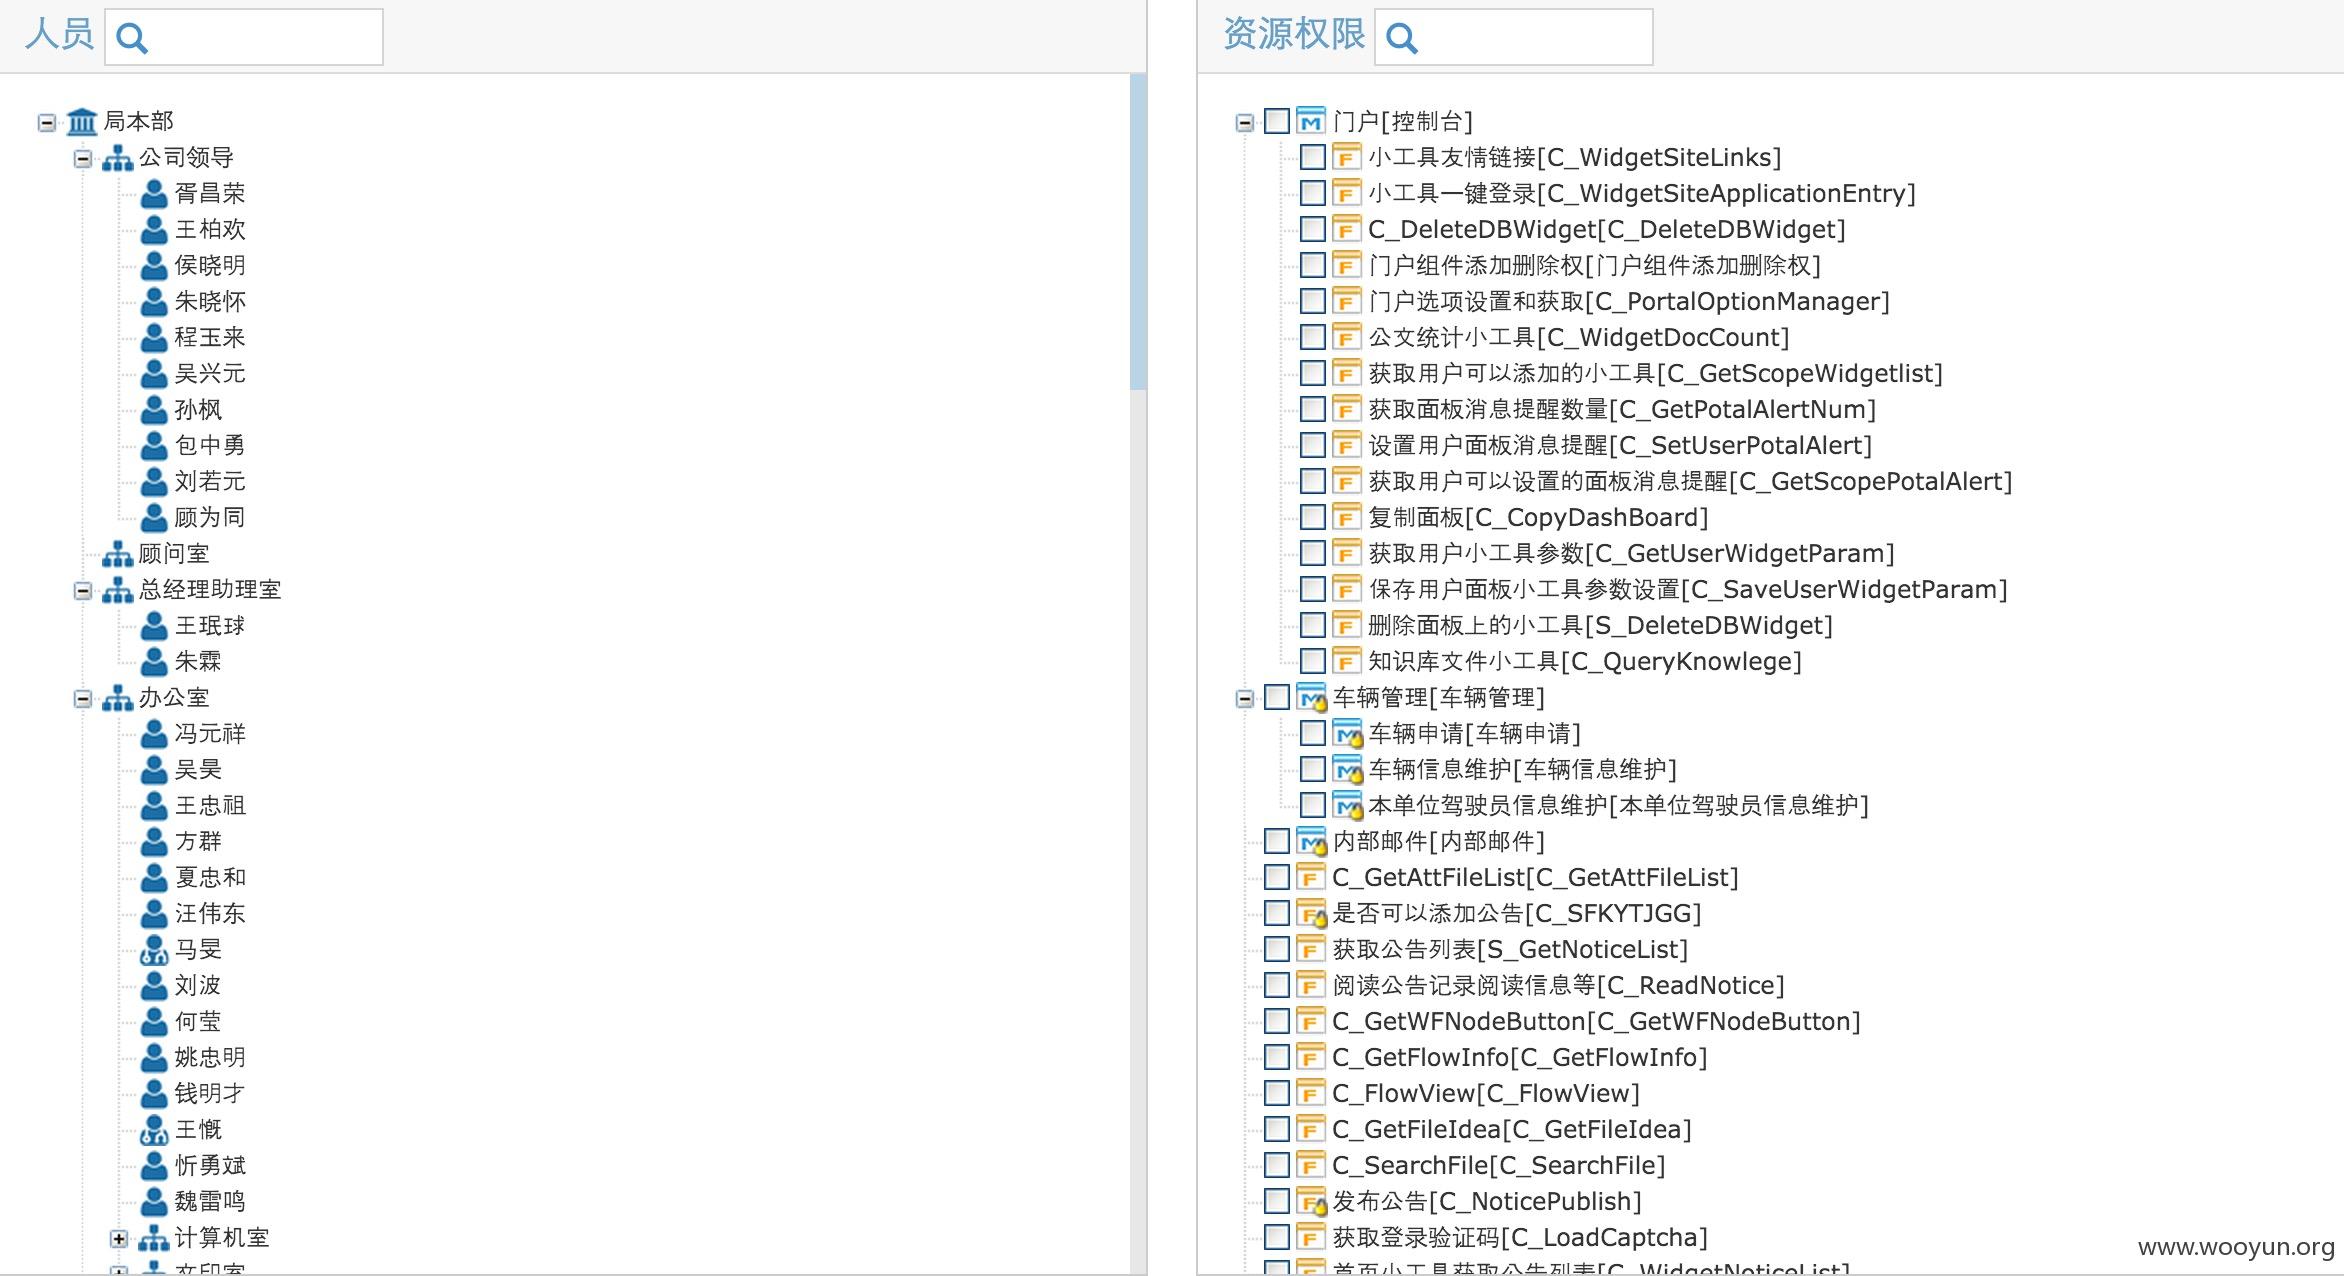 人员
局本部
公司领导
胥昌荣
王柏欢
侯晓明
朱晓怀
程玉来
吴兴元
孙枫
包中勇
刘若元
顾为同
顾问室
总经理助理室
王珉球
朱霖
办公室
冯元祥
吴昊
王忠祖
方群
夏忠和
汪伟东
马旻
刘波
何莹
姚忠明
钱明才
王慨
忻勇斌
魏雷鸣
计算机室
文印室
资源权限
门户[控制台]
小工具友情链接[C_WidgetSiteLinks]
小工具一键登录[C_WidgetSiteApplicationEntry]
C_DeleteDBWidget[C_DeleteDBWidget]
门户组件添加删除权[门户组件添加删除权]
门户选项设置和获取[C_PortalOptionManager]
公文统计小工具[C_WidgetDocCount]
获取用户可以添加的小工具[C_GetScopeWidgetlist]
获取面板消息提醒数量[C_GetPotalAlertNum]
设置用户面板消息提醒[C_SetUserPotalAlert]
获取用户可以设置的面板消息提醒[C_GetScopePotalAlert]
复制面板[C_CopyDashBoard]
获取用户小工具参数[C_GetUserWidgetParam]
保存用户面板小工具参数设置[C_SaveUserWidgetParam]
删除面板上的小工具[S_DeleteDBWidget]
知识库文件小工具[C_QueryKnowlege]
车辆管理[车辆管理]
车辆申请[车辆申请]
车辆信息维护[车辆信息维护]
本单位驾驶员信息维护[本单位驾驶员信息维护]
内部邮件[内部邮件]
C_GetAttFileList[C_GetAttFileList]
是否可以添加公告[C_SFKYTJGG]
获取公告列表[S_GetNoticeList]
阅读公告记录阅读信息等[C_ReadNotice]
C_GetWFNodeButton[C_GetWFNodeButton]
C_GetFlowInfo[C_GetFlowInfo]
C_FlowView[C_FlowView]
C_GetFileIdea[C_GetFileIdea]
C_SearchFile[C_SearchFile]
发布公告[C_NoticePublish]
获取登录验证码[C_LoadCaptcha]
首页小工具获取公告列表[C_WidgetNoticeList]
www.wooyun.org